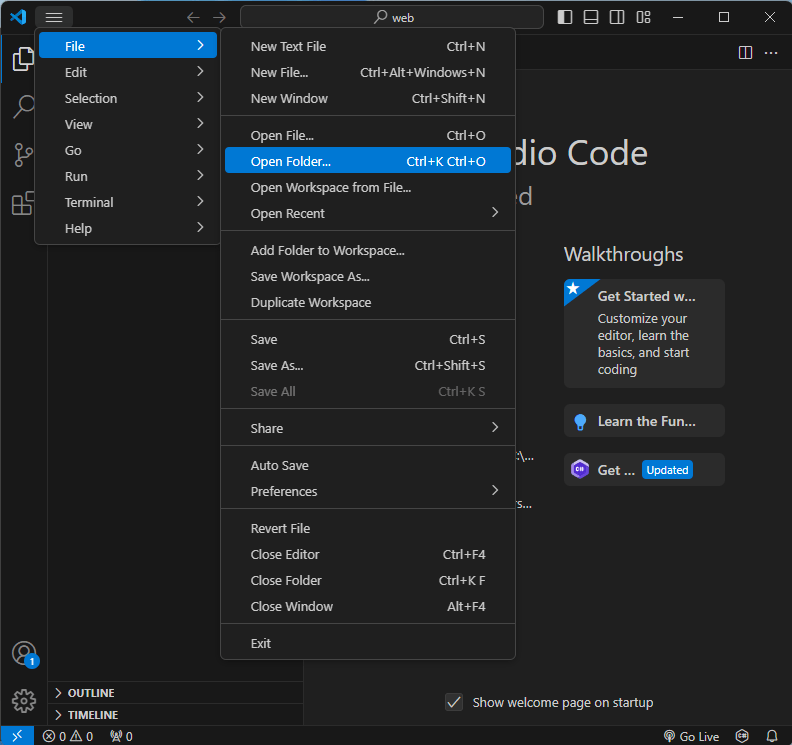 web
File
Edit
Selection
View
Go
Run
Terminal
Help
New Text File Ctrl+N
New File... Ctrl+Alt+Windows+N
New Window Ctrl+Shift+N
Open File... Ctrl+O
Open Folder... Ctrl+K Ctrl+O
Open Workspace from File...
Open Recent
Add Folder to Workspace...
Save Workspace As...
Duplicate Workspace
Save Ctrl+S
Save As... Ctrl+Shift+S
Save All Ctrl+K S
Share
Auto Save
Preferences
Revert File
Close Editor Ctrl+F4
Close Folder Ctrl+K F
Close Window Alt+F4
Exit
dio Code
ed
:\...
rs...
Walkthroughs
Get Started w...
Customize your
editor, learn the
basics, and start
coding
Learn the Fun...
Get ... Updated
1
OUTLINE
TIMELINE
Show welcome page on startup
0 0 0 Go Live